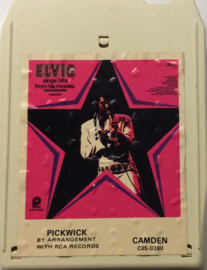 ELVIS
sings hits
from his movies
PICKWICK
BY ARRANGEMENT
WITH RCA RECORDS
CAMDEN
C8S-0380